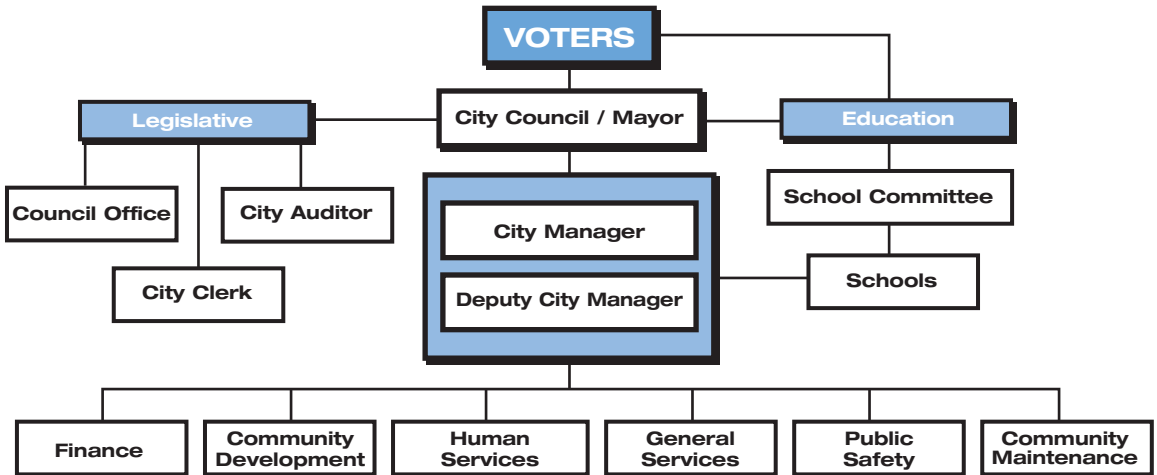 VOTERS
Legislative
City Council / Mayor
Education
Council Office
City Auditor
City Clerk
School Committee
Schools
City Manager
Deputy City Manager
Finance
Community
Development
Human
Services
General
Services
Public
Safety
Community
Maintenance